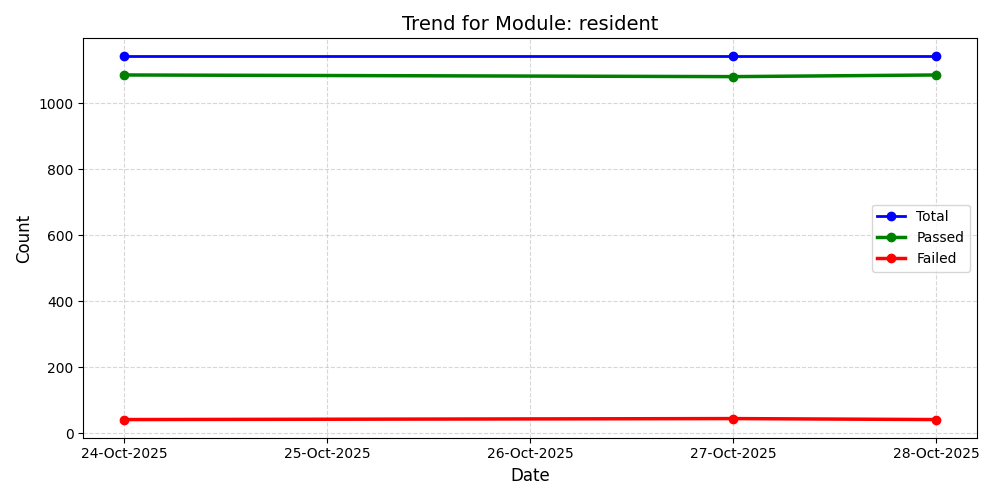 Trend for Module: resident
Count
1000
800
600
400
200
0
Total
Passed
Failed
24-Oct-2025 25-Oct-2025 26-Oct-2025 27-Oct-2025 28-Oct-2025
Date